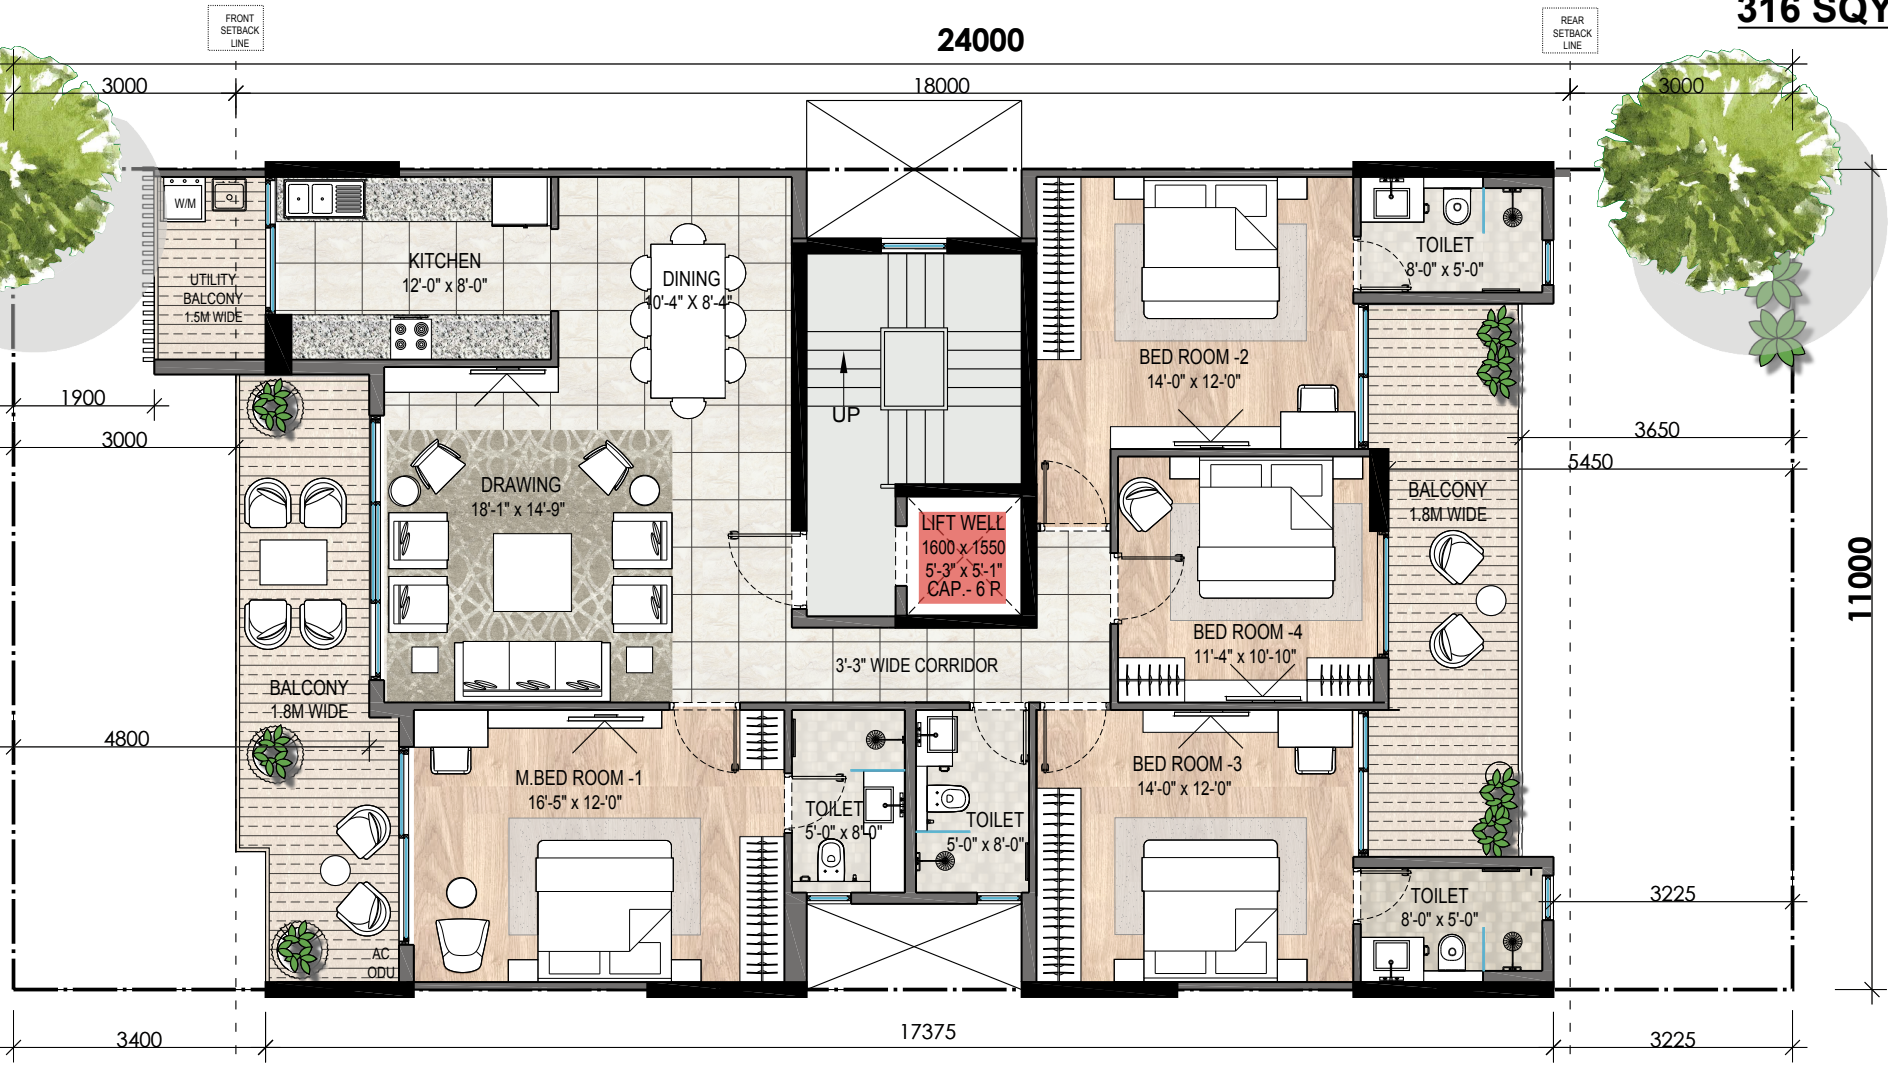 316 SQY
FRONT
SETBACK
LINE
REAR
SETBACK
LINE
24000
3000
18000
3000
W/M
UTILITY
BALCONY
1.5M WIDE
KITCHEN
12'-0" x 8'-0"
DINING
10'-4" X 8'-4"
UP
BED ROOM -2
14'-0" x 12'-0"
TOILET
8'-0" x 5'-0"
1900
3000
3650
5450
DRAWING
18'-1" x 14'-9"
LIFT WELL
1600 x 1550
5'-3" x 5'-1"
CAP.- 6 P.
BALCONY
1.8M WIDE
11000
BED ROOM -4
11'-4" x 10'-10"
3'-3" WIDE CORRIDOR
BALCONY
1.8M WIDE
4800
M.BED ROOM -1
16'-5" x 12'-0"
TOILET
5'-0" x 8'-0"
TOILET
5'-0" x 8'-0"
BED ROOM -3
14'-0" x 12'-0"
TOILET
8'-0" x 5'-0"
3225
AC
ODU
3400
17375
3225